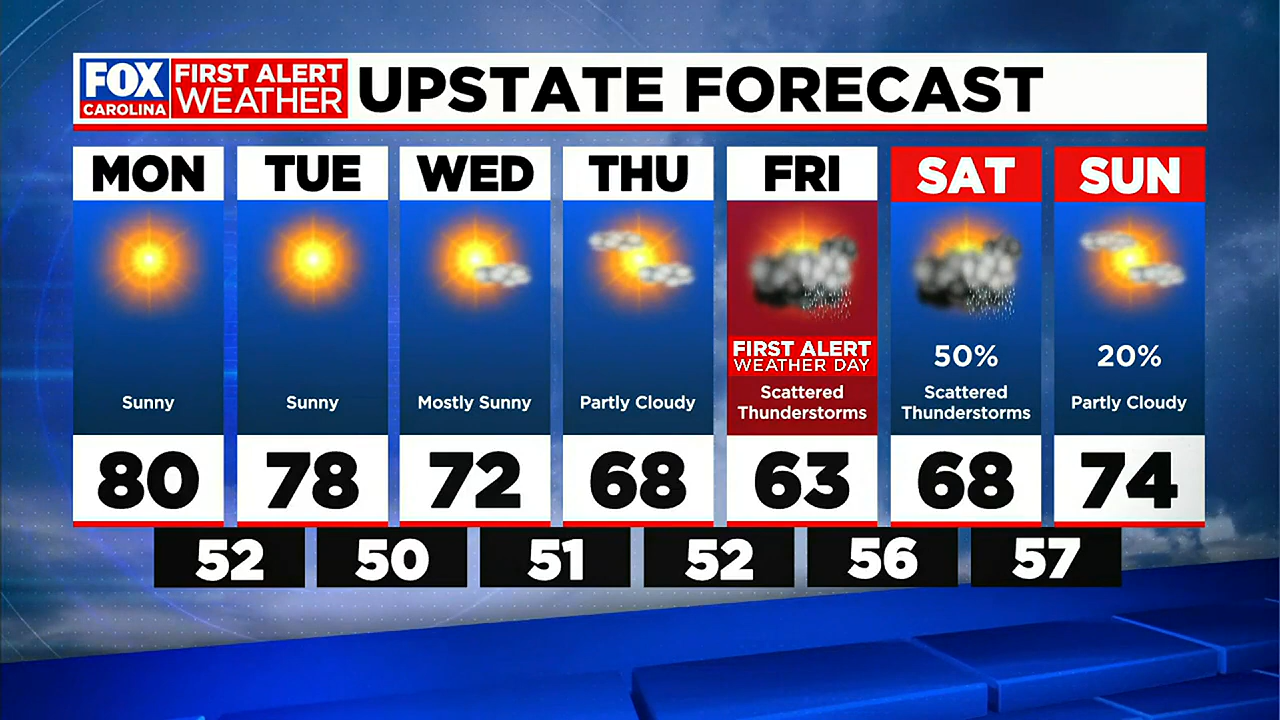 FOX
CAROLINA
FIRST ALERT
WEATHER
UPSTATE FORECAST
MON
TUE
WED
THU
FRI
SAT
SUN
FIRST ALERT
WEATHER DAY
50%
20%
Sunny
Sunny
Mostly Sunny
Partly Cloudy
Scattered
Thunderstorms
Scattered
Thunderstorms
Partly Cloudy
80
78
72
68
63
68
74
52
50
51
52
56
57